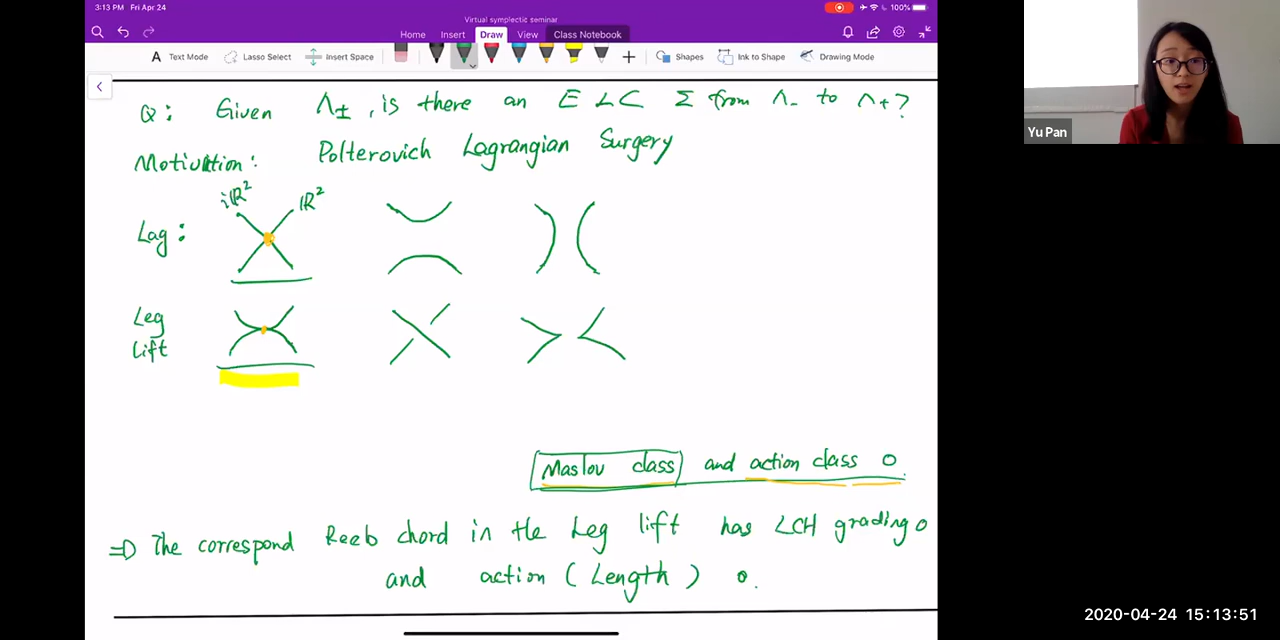 3:13 PM Fri Apr 24
100%
Virtual symplectic seminar
Home Insert Draw View Class Notebook
Text Mode Lasso Select Insert Space Shapes Ink to Shape Drawing Mode
Q: Given Λ±, is there an ELC Σ from Λ- to Λ+?
Motivation: Polterovich Lagrangian Surgery
iℝ² ℝ²
Lag:
Leg
lift
Maslov class and action class 0.
⇒ The correspond Reeb chord in the Leg lift has LCH grading 0
and action (Length) 0.
Yu Pan
2020-04-24 15:13:51